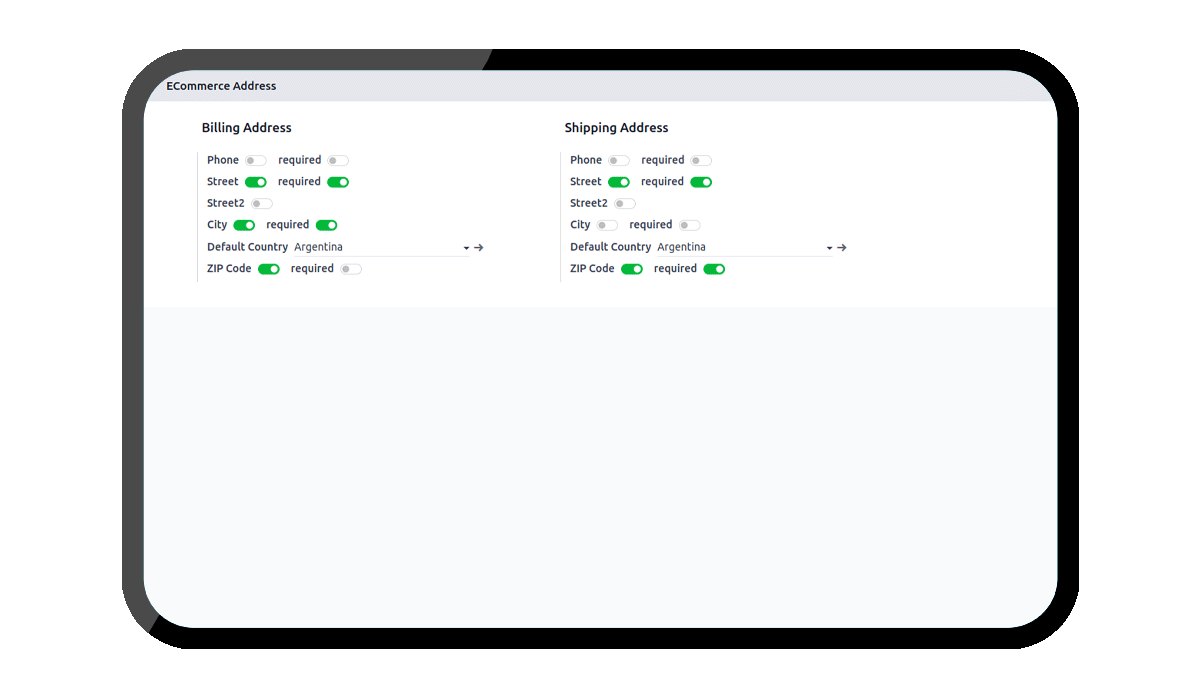 ECommerce Address
Billing Address
Phone required
Street required
Street2
City required
Default Country Argentina
ZIP Code required
Shipping Address
Phone required
Street required
Street2
City required
Default Country Argentina
ZIP Code required